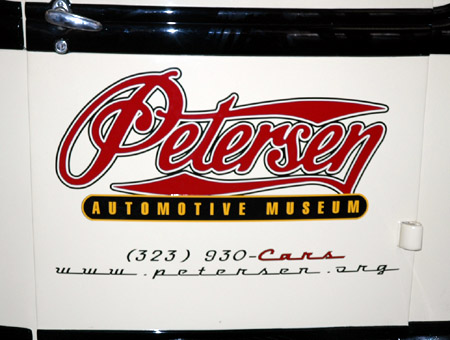 Petersen
AUTOMOTIVE MUSEUM
(323) 930-Cars
www.petersen.org